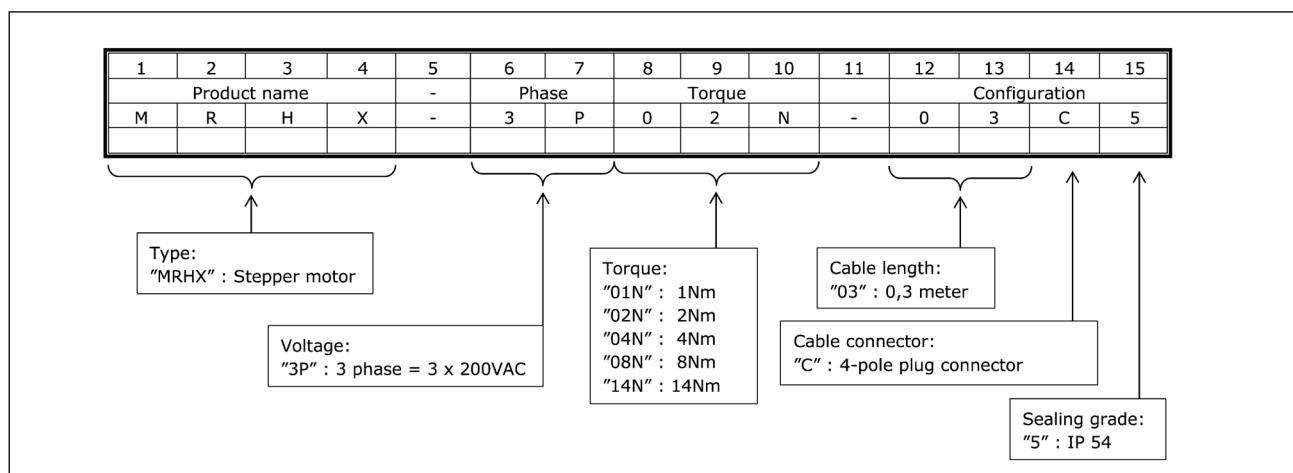 1 2 3 4 5 6 7 8 9 10 11 12 13 14 15
Product name - Phase Torque Configuration
M R H X - 3 P 0 2 N - 0 3 C 5
Type:
”MRHX” : Stepper motor
Voltage:
”3P” : 3 phase = 3 x 200VAC
Torque:
”01N” : 1Nm
”02N” : 2Nm
”04N” : 4Nm
”08N” : 8Nm
”14N” : 14Nm
Cable length:
”03” : 0,3 meter
Cable connector:
”C” : 4-pole plug connector
Sealing grade:
”5” : IP 54